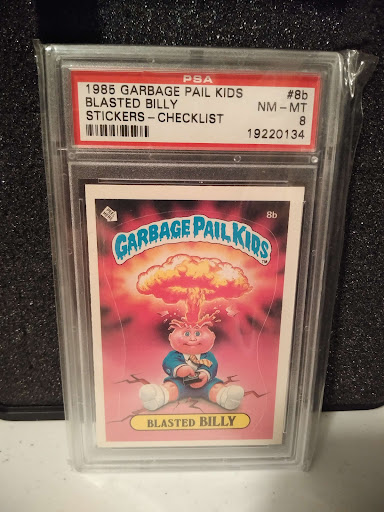 PSA
1985 GARBAGE PAIL KIDS #8b
BLASTED BILLY NM - MT
STICKERS - CHECKLIST 8
19220134
8b
GARBAGE PAIL KIDS
BLASTED BILLY